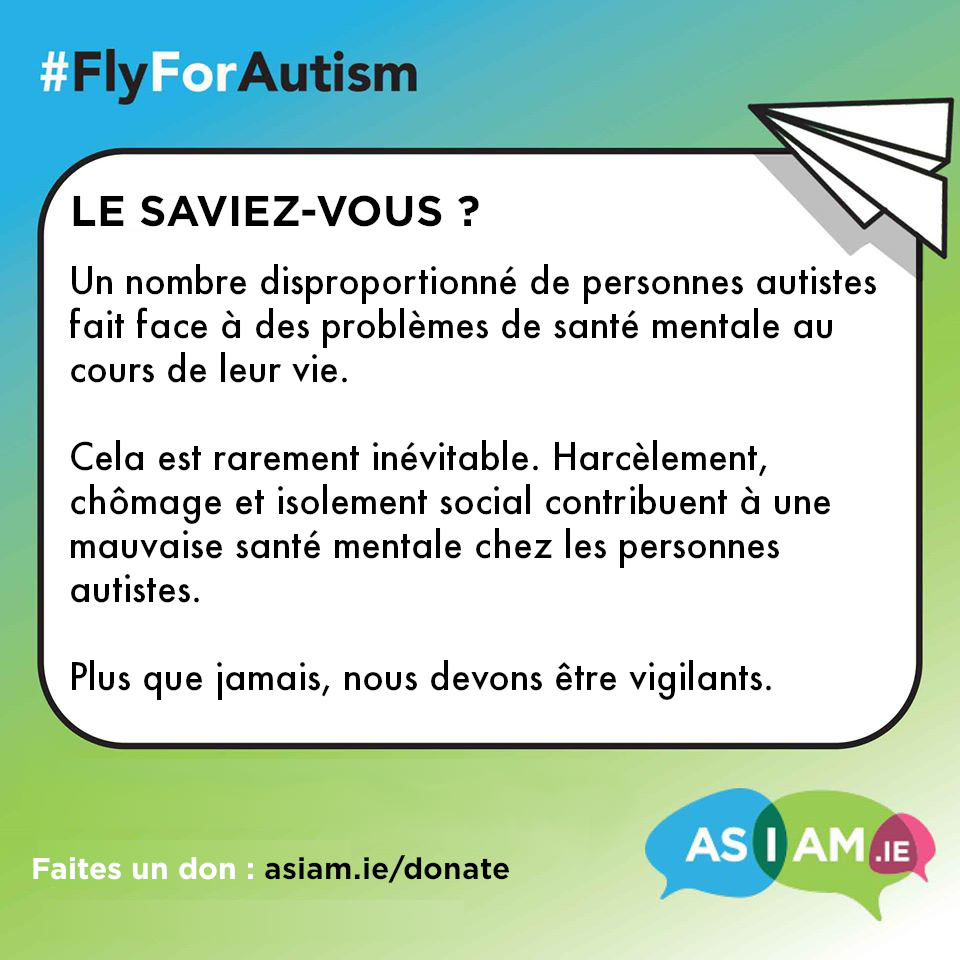 #FlyForAutism
LE SAVIEZ-VOUS ?
Un nombre disproportionné de personnes autistes
fait face à des problèmes de santé mentale au
cours de leur vie.
Cela est rarement inévitable. Harcèlement,
chômage et isolement social contribuent à une
mauvaise santé mentale chez les personnes
autistes.
Plus que jamais, nous devons être vigilants.
Faites un don : asiam.ie/donate
AS I AM.IE